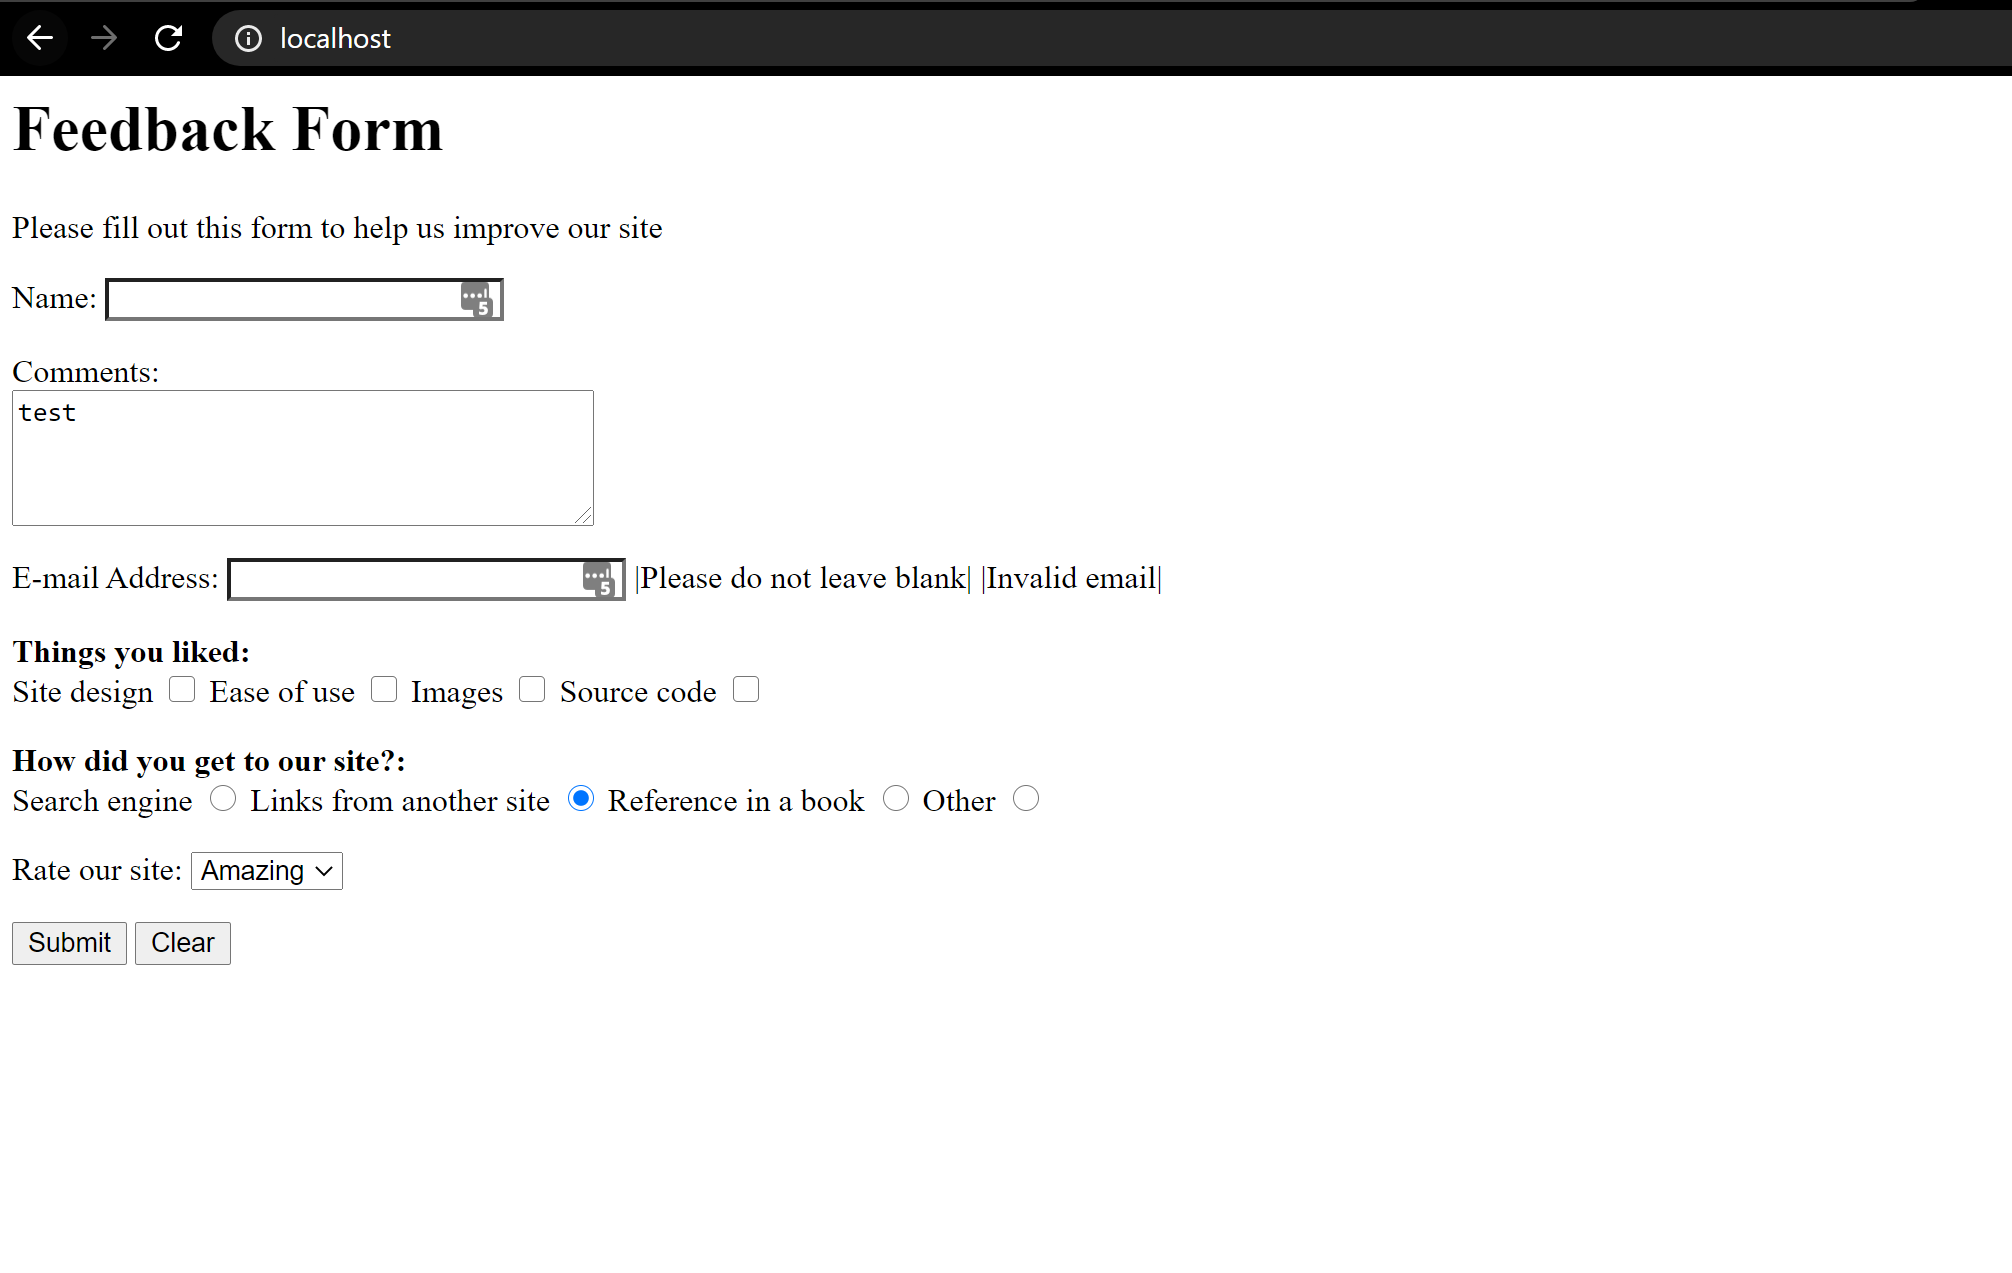 localhost
Feedback Form
Please fill out this form to help us improve our site
Name: 5
Comments:
test
E-mail Address: 5 |Please do not leave blank| |Invalid email|
Things you liked:
Site design Ease of use Images Source code
How did you get to our site?:
Search engine Links from another site Reference in a book Other
Rate our site: Amazing
Submit Clear